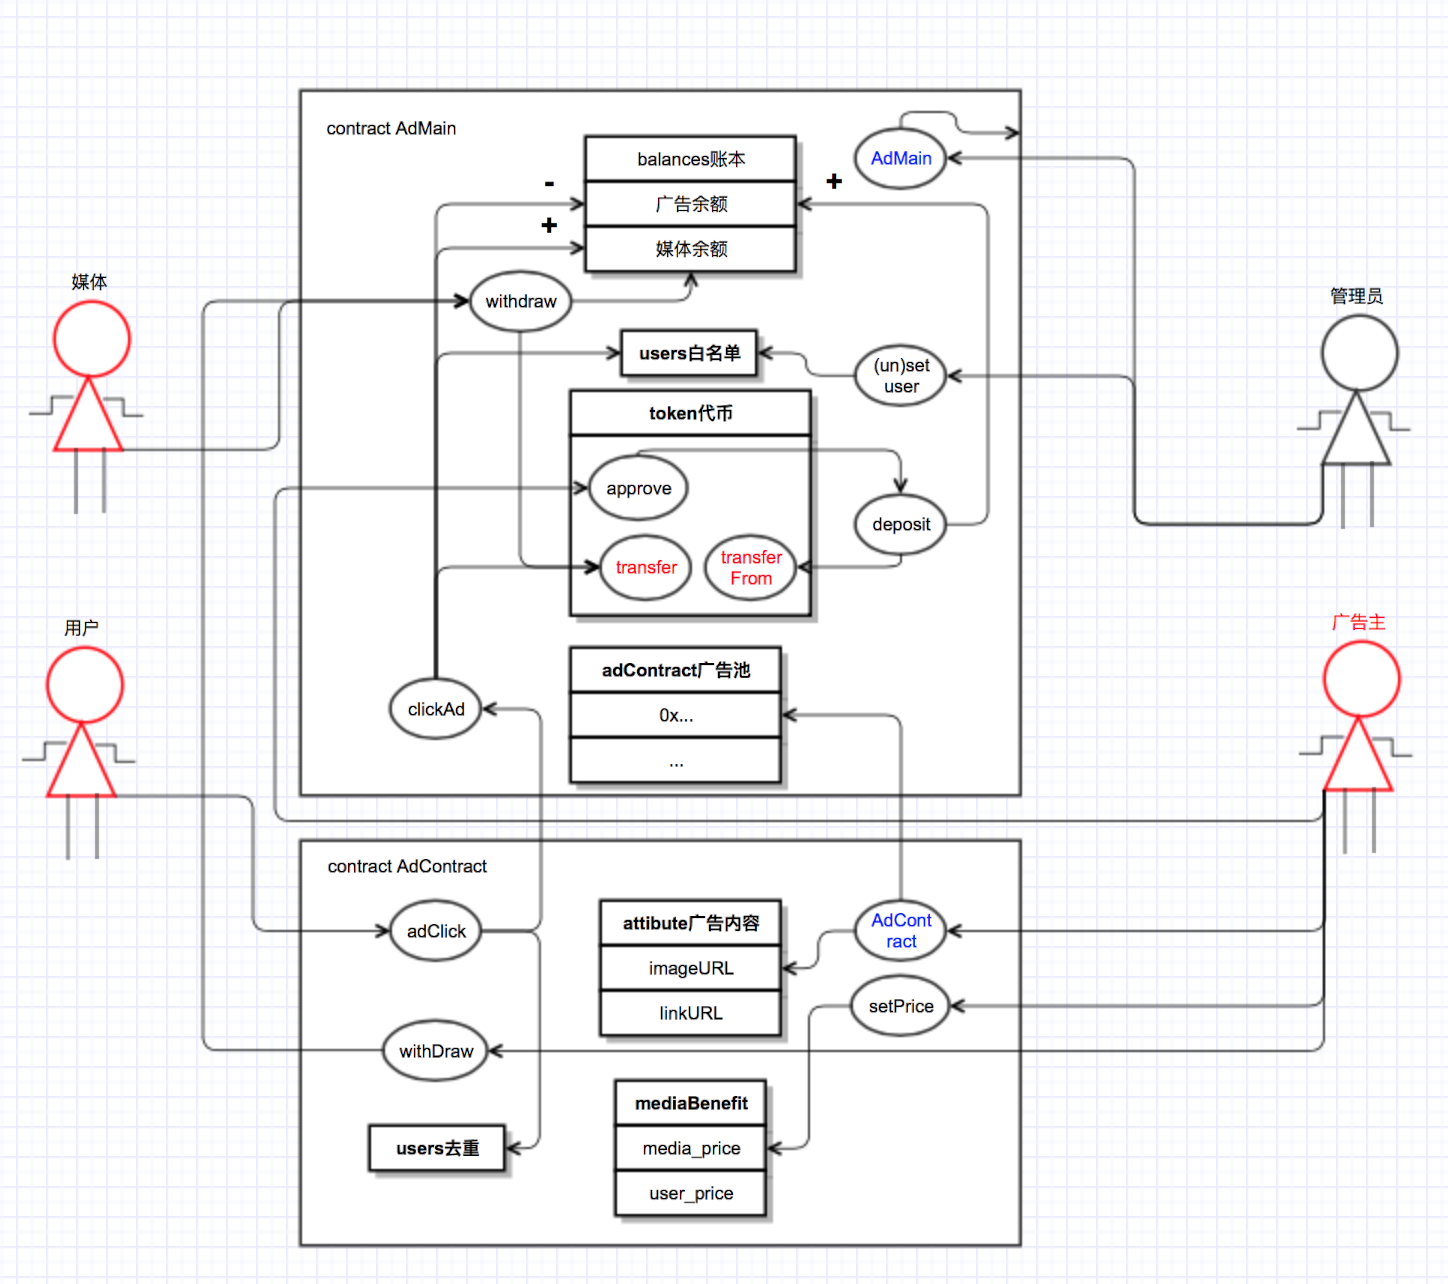 contract AdMain
balances账本
广告余额
媒体余额
-
+
+
AdMain
媒体
withdraw
users白名单
(un)set
user
管理员
token代币
approve
deposit
transfer
transfer
From
用户
广告主
clickAd
adContract广告池
0x...
...
contract AdContract
adClick
attibute广告内容
imageURL
linkURL
AdCont
ract
setPrice
withDraw
mediaBenefit
media_price
user_price
users去重